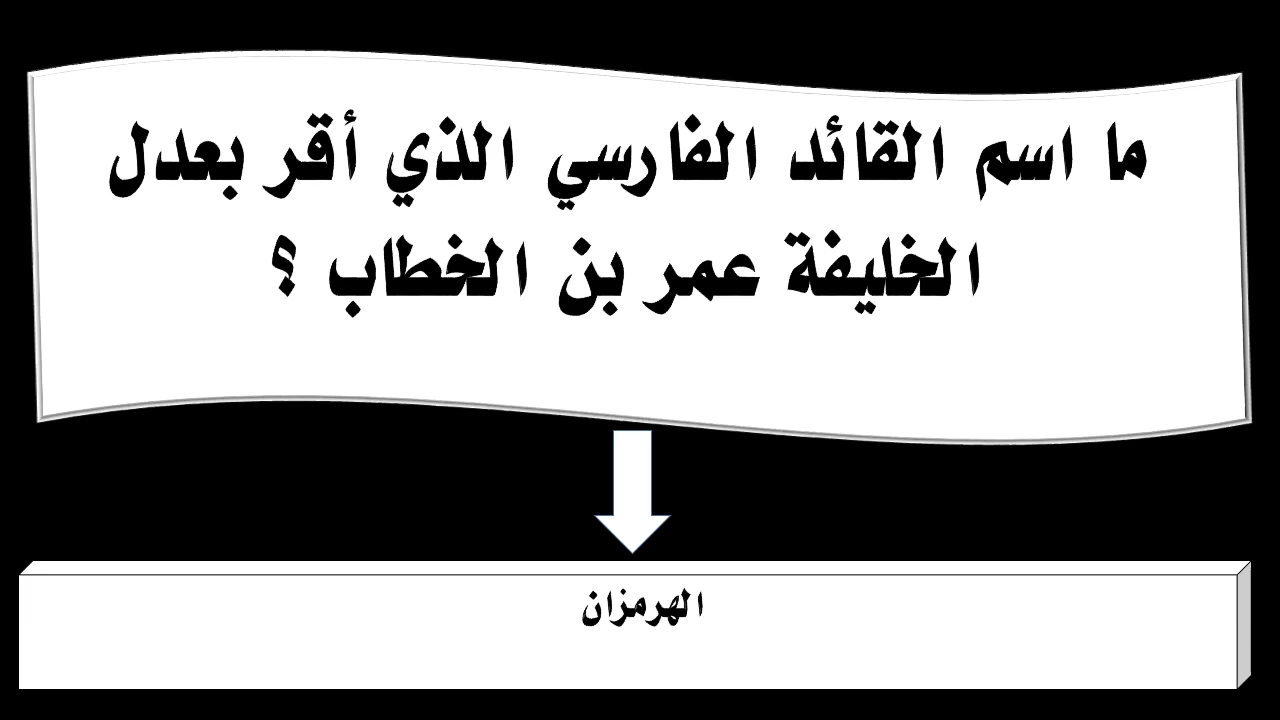 ما اسم القائد الفارسي الذي أقر بعدل
الخليفة عمر بن الخطاب ؟
الهرمزان